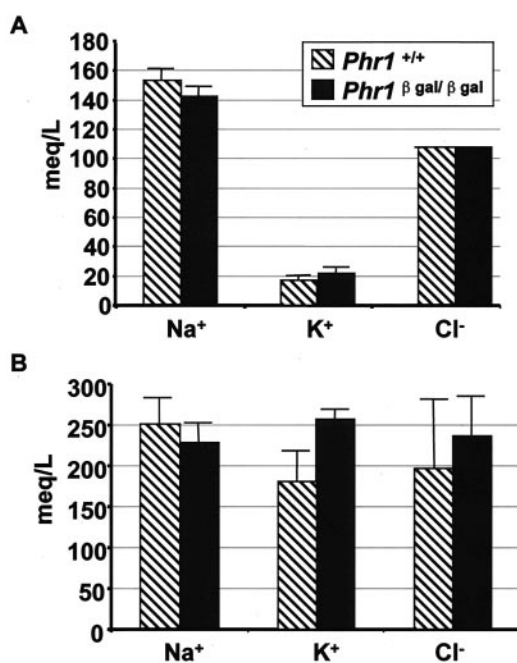 A
180
160
140
120
100
80
60
40
20
0
meq/L
Phr1 +/+
Phr1 β gal/ β gal
Na⁺ K⁺ Cl⁻
B
300
250
200
150
100
50
0
meq/L
Na⁺ K⁺ Cl⁻